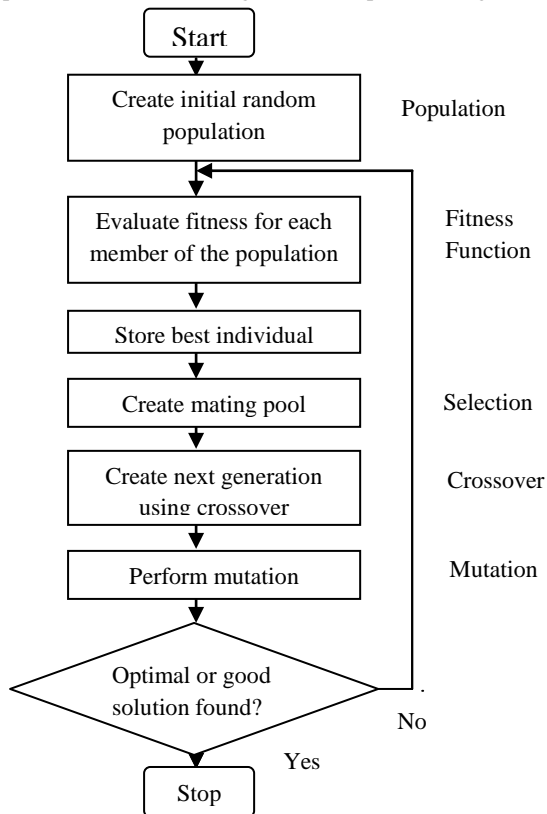 Start
Create initial random
population
Population
Evaluate fitness for each
member of the population
Fitness
Function
Store best individual
Create mating pool
Selection
Create next generation
using crossover
Crossover
Perform mutation
Mutation
Optimal or good
solution found?
No
Yes
Stop